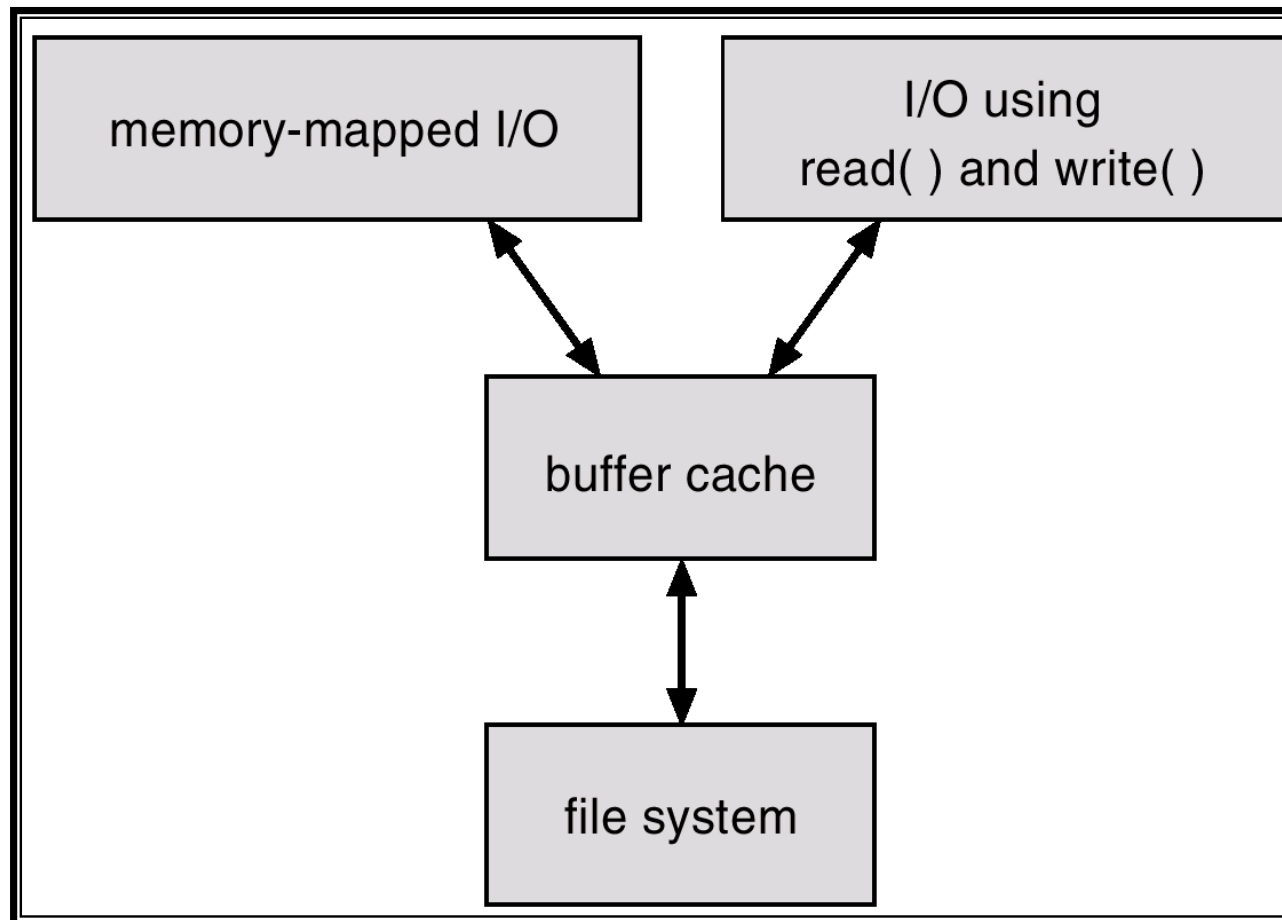 memory-mapped I/O
I/O using
read( ) and write( )
buffer cache
file system